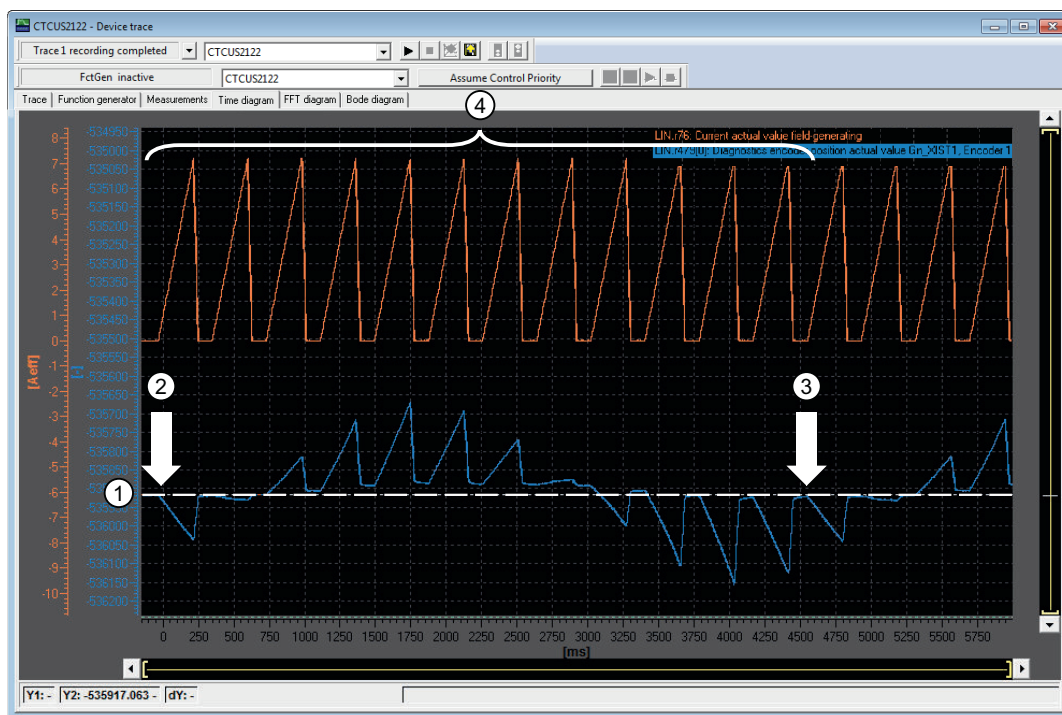 CTCUS2122 - Device trace
Trace 1 recording completed
CTCUS2122
FctGen inactive
CTCUS2122
Assume Control Priority
Trace
Function generator
Measurements
Time diagram
FFT diagram
Bode diagram
4
LIN.r76: Current actual value field-generating
LIN.r479[0]: Diagnostics encoder position actual value Gn_XIST1, Encoder 1
8
7
6
5
4
3
2
1
0
-1
-2
-3
-4
-5
-6
-7
-8
-9
-10
[Aeff]
-534950
-535000
-535050
-535100
-535150
-535200
-535250
-535300
-535350
-535400
-535450
-535500
-535550
-535600
-535650
-535700
-535750
-536000
-536050
-536100
-536150
-536200
[-]
2
3
1
0 250 500 750 1000 1250 1500 1750 2000 2250 2500 2750 3000 3250 3500 3750 4000 4250 4500 4750 5000 5250 5500 5750
[ms]
Y1: - Y2: -535917.063 - dY: -